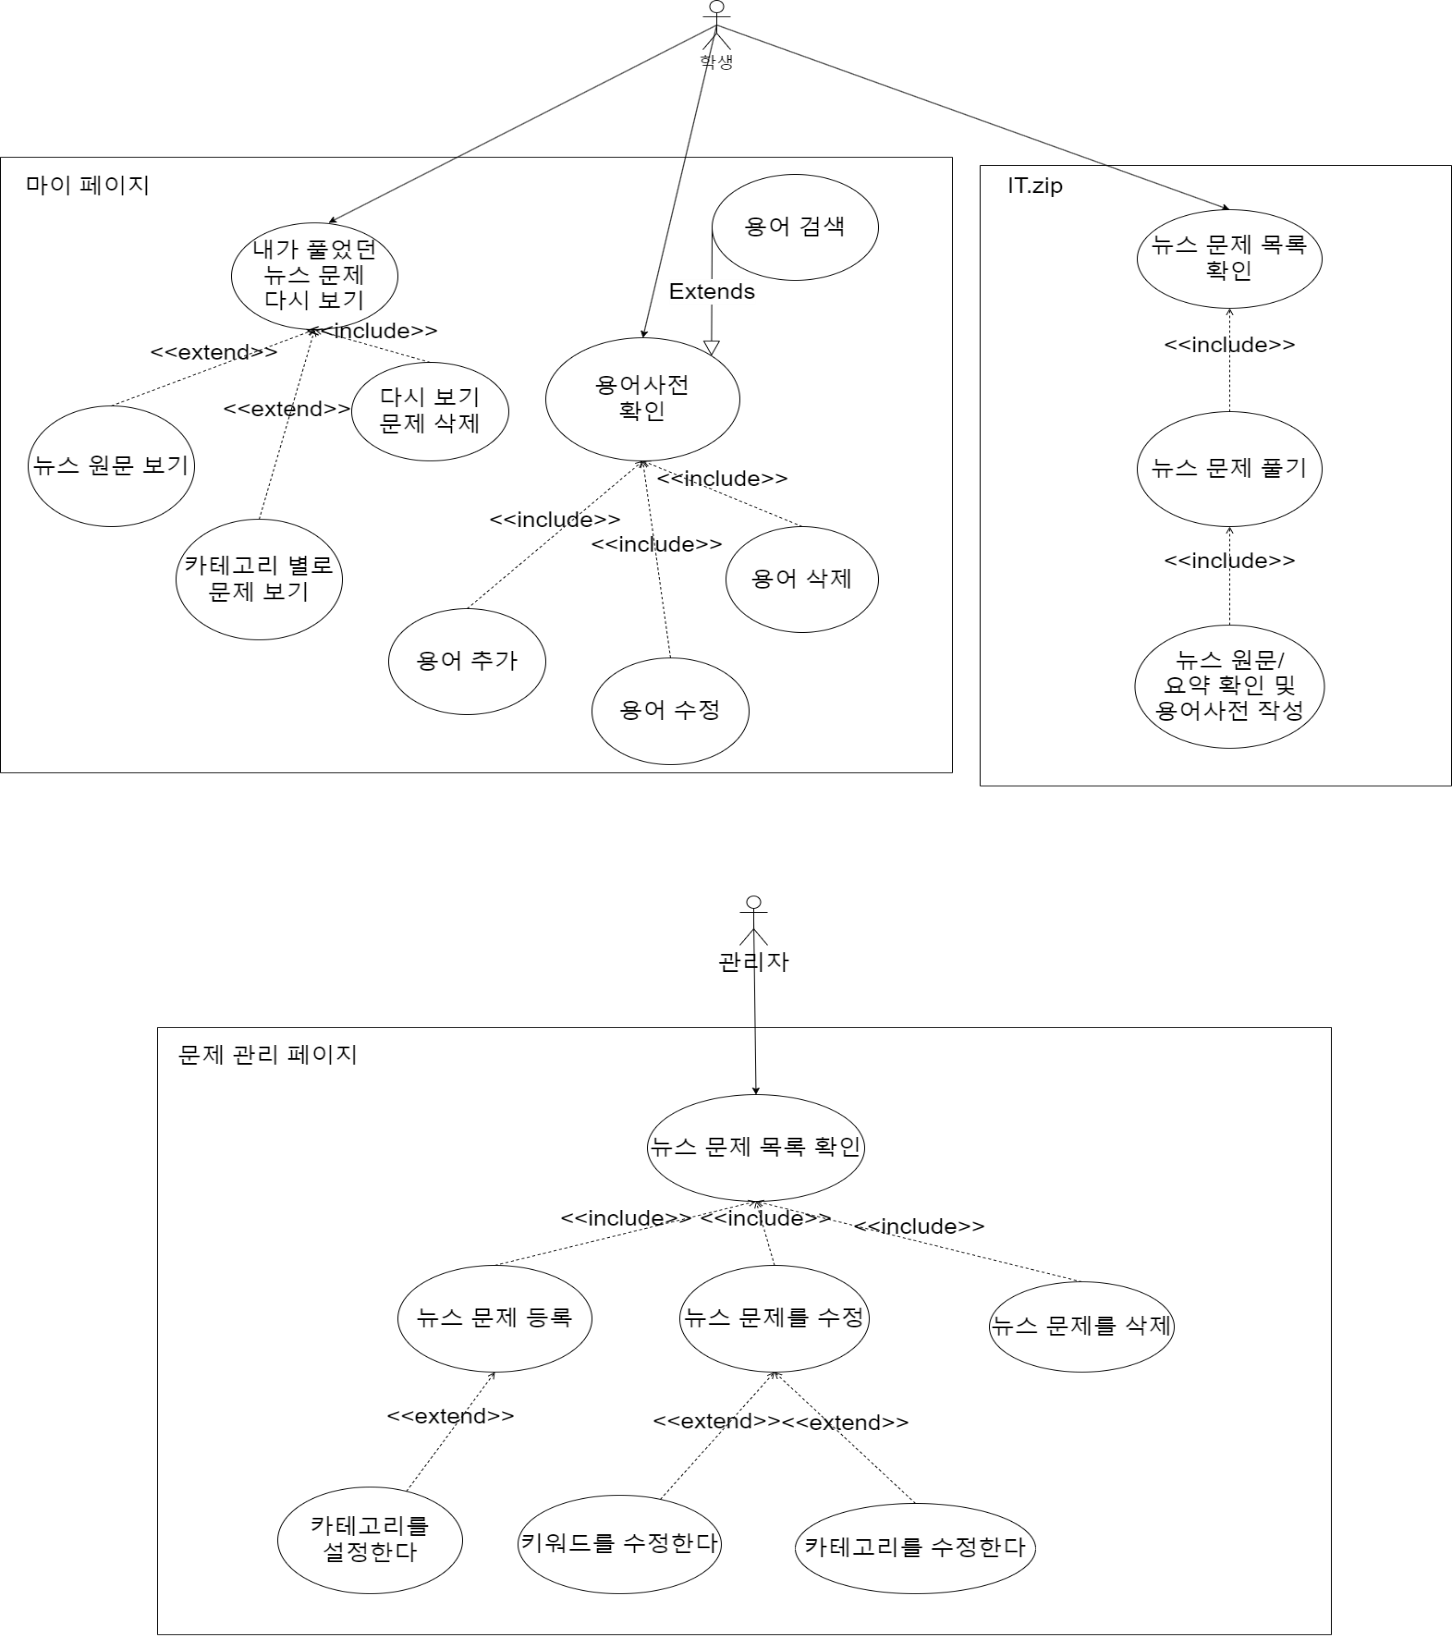 학생
마이 페이지
IT.zip
용어 검색
내가 풀었던
뉴스 문제
다시 보기
뉴스 문제 목록
확인
Extends
<<include>>
<<extend>>
<<include>>
용어사전
확인
다시 보기
문제 삭제
<<extend>>
뉴스 원문 보기
뉴스 문제 풀기
<<include>>
<<include>>
<<include>>
<<include>>
카테고리 별로
문제 보기
용어 삭제
용어 추가
용어 수정
뉴스 원문/
요약 확인 및
용어사전 작성
관리자
문제 관리 페이지
뉴스 문제 목록 확인
<<include>>
<<include>>
<<include>>
뉴스 문제 등록
뉴스 문제를 수정
뉴스 문제를 삭제
<<extend>>
<<extend>>
<<extend>>
카테고리를
설정한다
키워드를 수정한다
카테고리를 수정한다